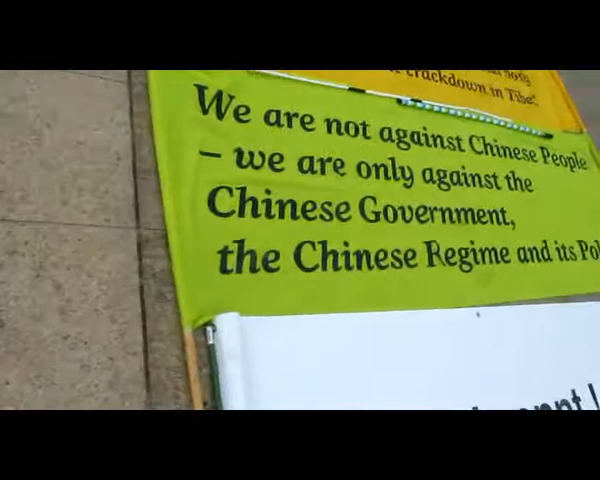 crackdown in Tibet
We are not against Chinese People
– we are only against the
Chinese Government,
the Chinese Regime and its